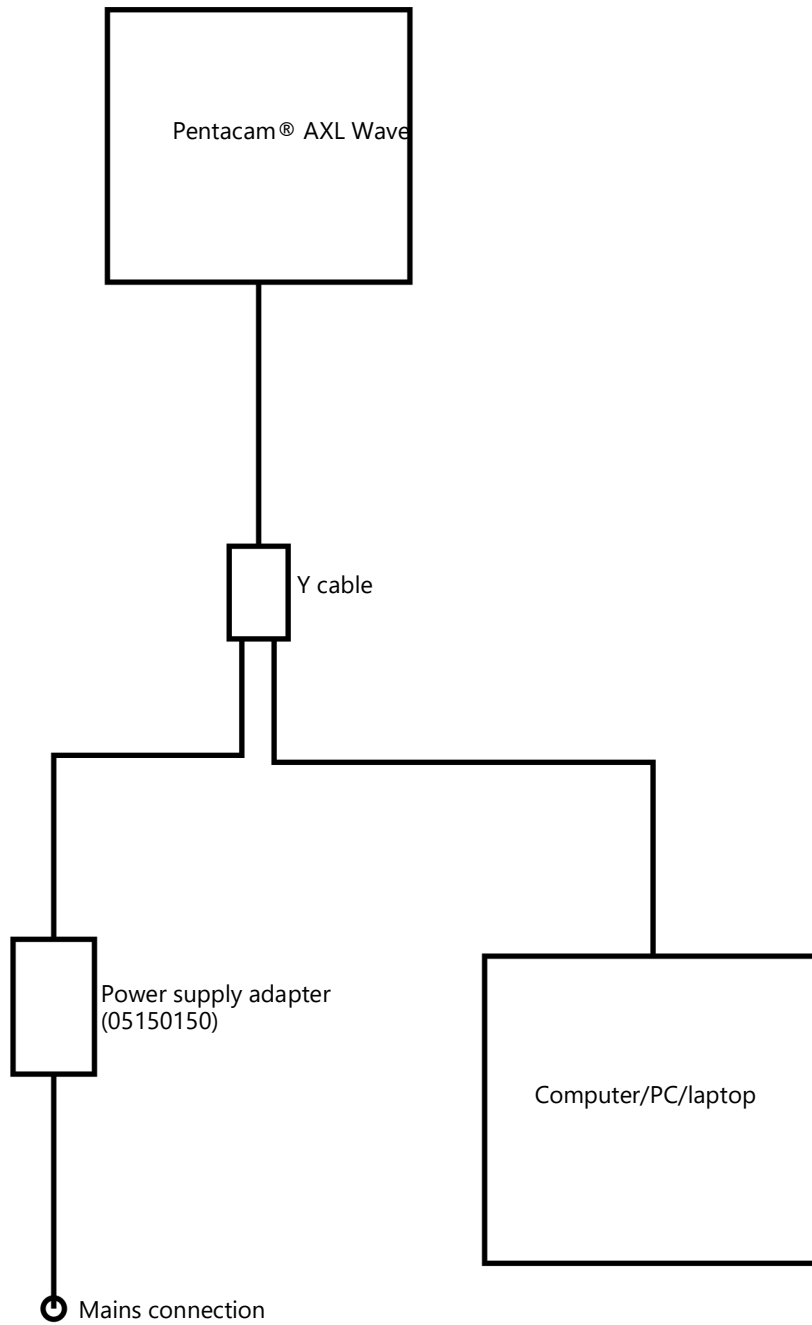 Pentacam® AXL Wave
Y cable
Power supply adapter
(05150150)
Computer/PC/laptop
Mains connection